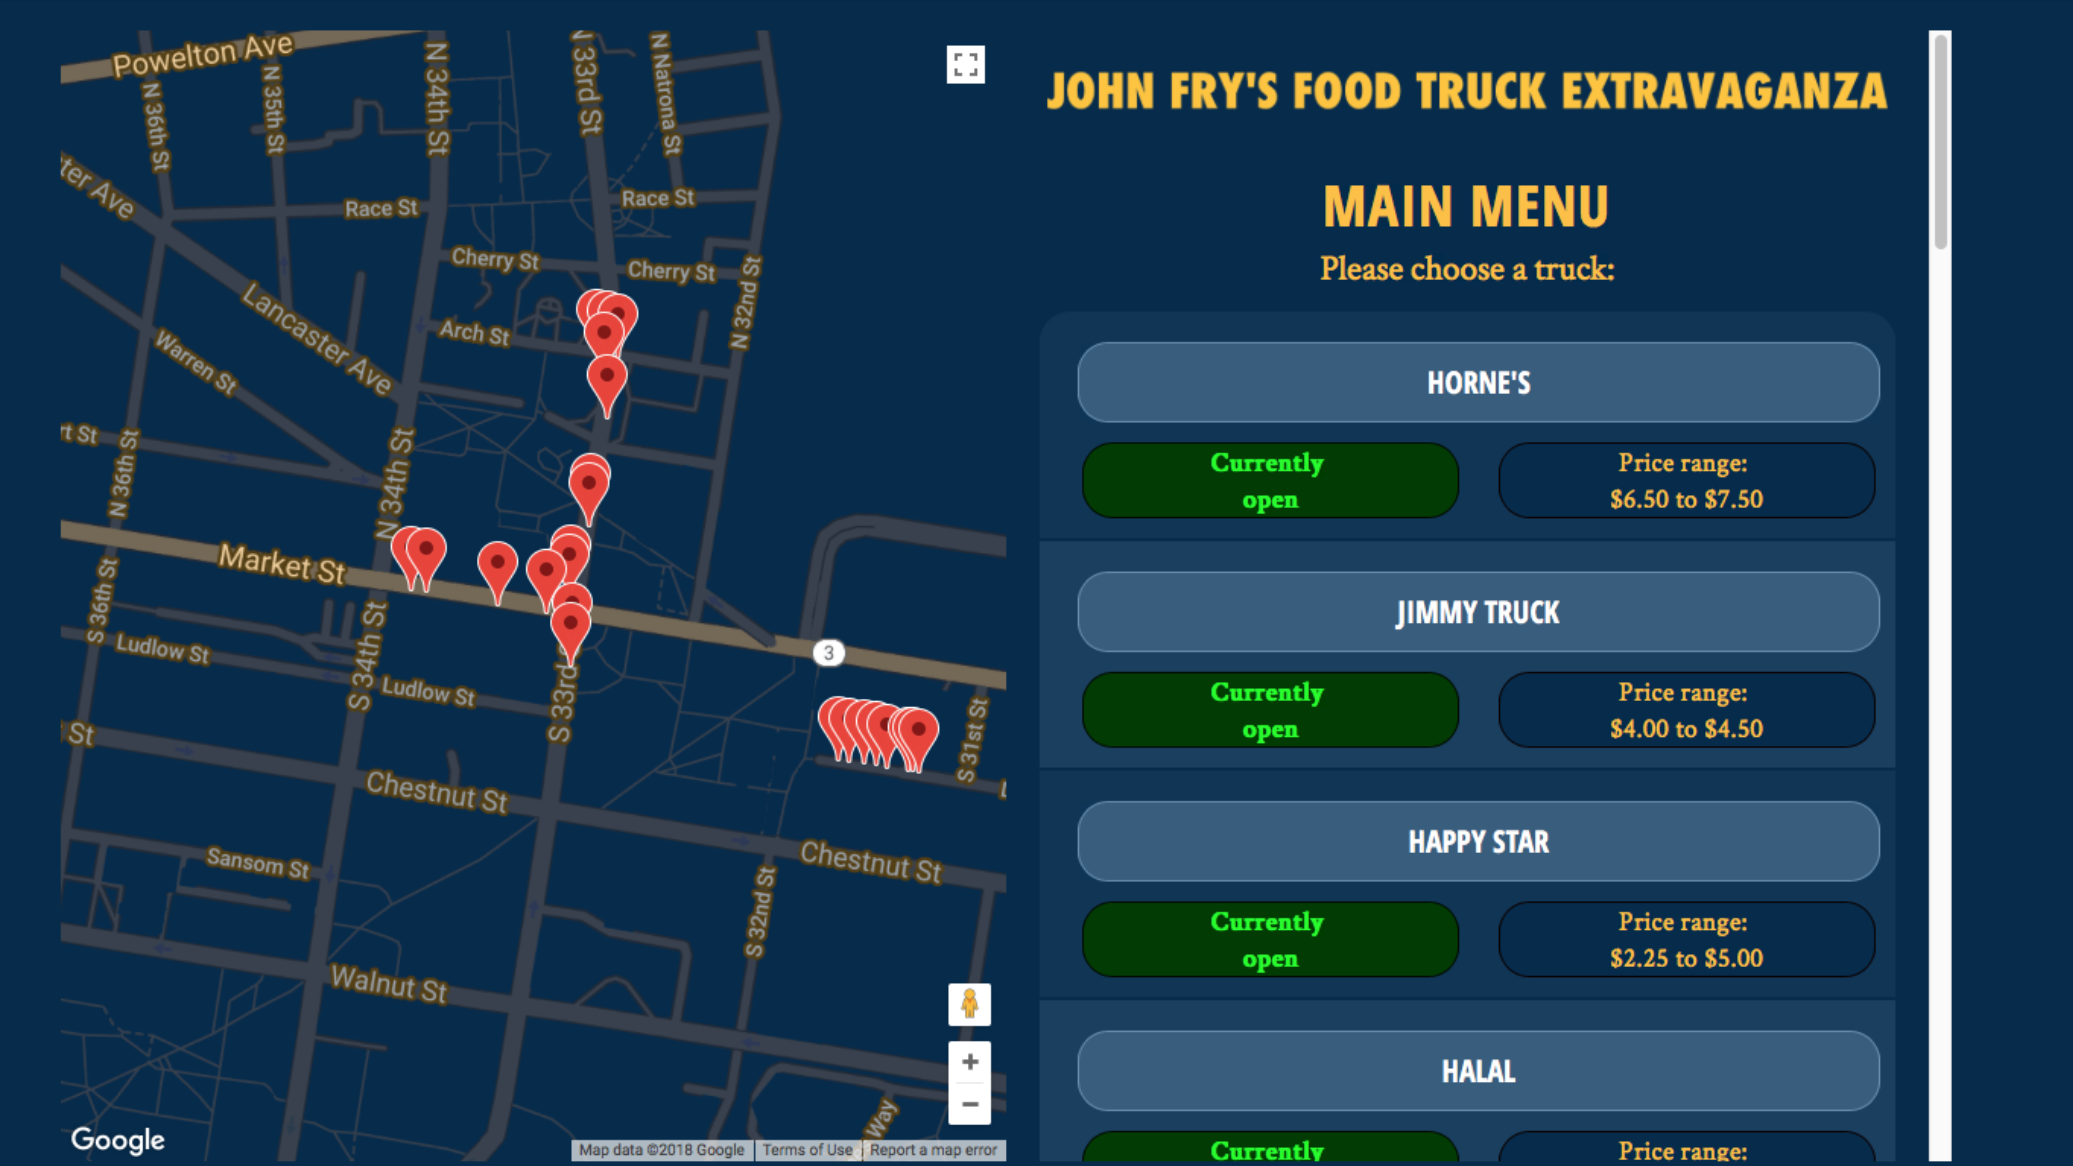 Powelton Ave
N 36th St
N 35th St
N 34th St
N 33rd St
N Natrona St
ter Ave
Race St
Race St
Cherry St
Cherry St
N 32nd St
Lancaster Ave
Arch St
Warren St
rt St
N 36th St
N 34th St
Market St
S 36th St
Ludlow St
S 34th St
Ludlow St
S 33rd
3
S 31st St
St
Chestnut St
Chestnut St
Sansom St
S 32nd St
Walnut St
Way
+
−
Google
Map data ©2018 Google
Terms of Use
Report a map error
JOHN FRY'S FOOD TRUCK EXTRAVAGANZA
MAIN MENU
Please choose a truck:
HORNE'S
Currently
open
Price range:
$6.50 to $7.50
JIMMY TRUCK
Currently
open
Price range:
$4.00 to $4.50
HAPPY STAR
Currently
open
Price range:
$2.25 to $5.00
HALAL
Currently
Price range: